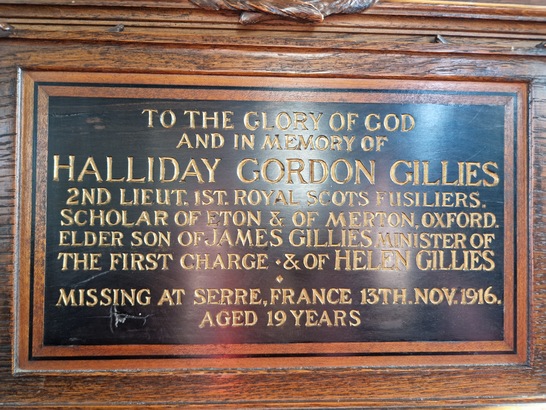 TO THE GLORY OF GOD
AND IN MEMORY OF
HALLIDAY GORDON GILLIES
2ND LIEUT. 1ST. ROYAL SCOTS FUSILIERS.
SCHOLAR OF ETON & OF MERTON, OXFORD.
ELDER SON OF JAMES GILLIES, MINISTER OF
THE FIRST CHARGE · & OF HELEN GILLIES
MISSING AT SERRE, FRANCE 13TH. NOV. 1916.
AGED 19 YEARS